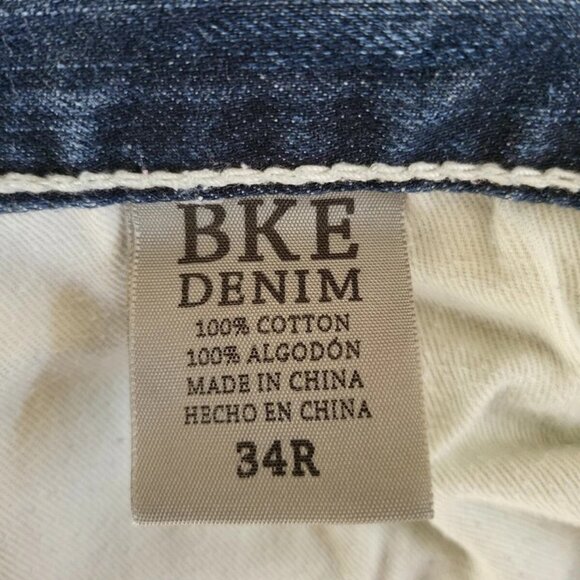 BKE
DENIM
100% COTTON
100% ALGODÓN
MADE IN CHINA
HECHO EN CHINA
34R